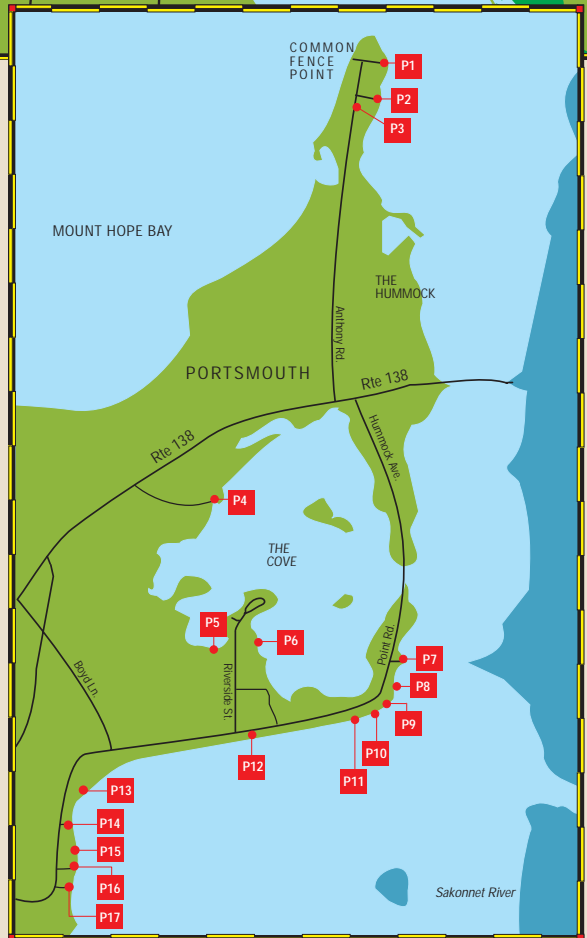 COMMON
FENCE
POINT
P1
P2
P3
MOUNT HOPE BAY
THE
HUMMOCK
Anthony Rd.
PORTSMOUTH
Rte 138
Rte 138
Hummock Ave.
P4
THE
COVE
P5
P6
Point Rd.
P7
Boyd Ln.
Riverside St.
P8
P9
P10
P12
P11
P13
P14
P15
P16
Sakonnet River
P17